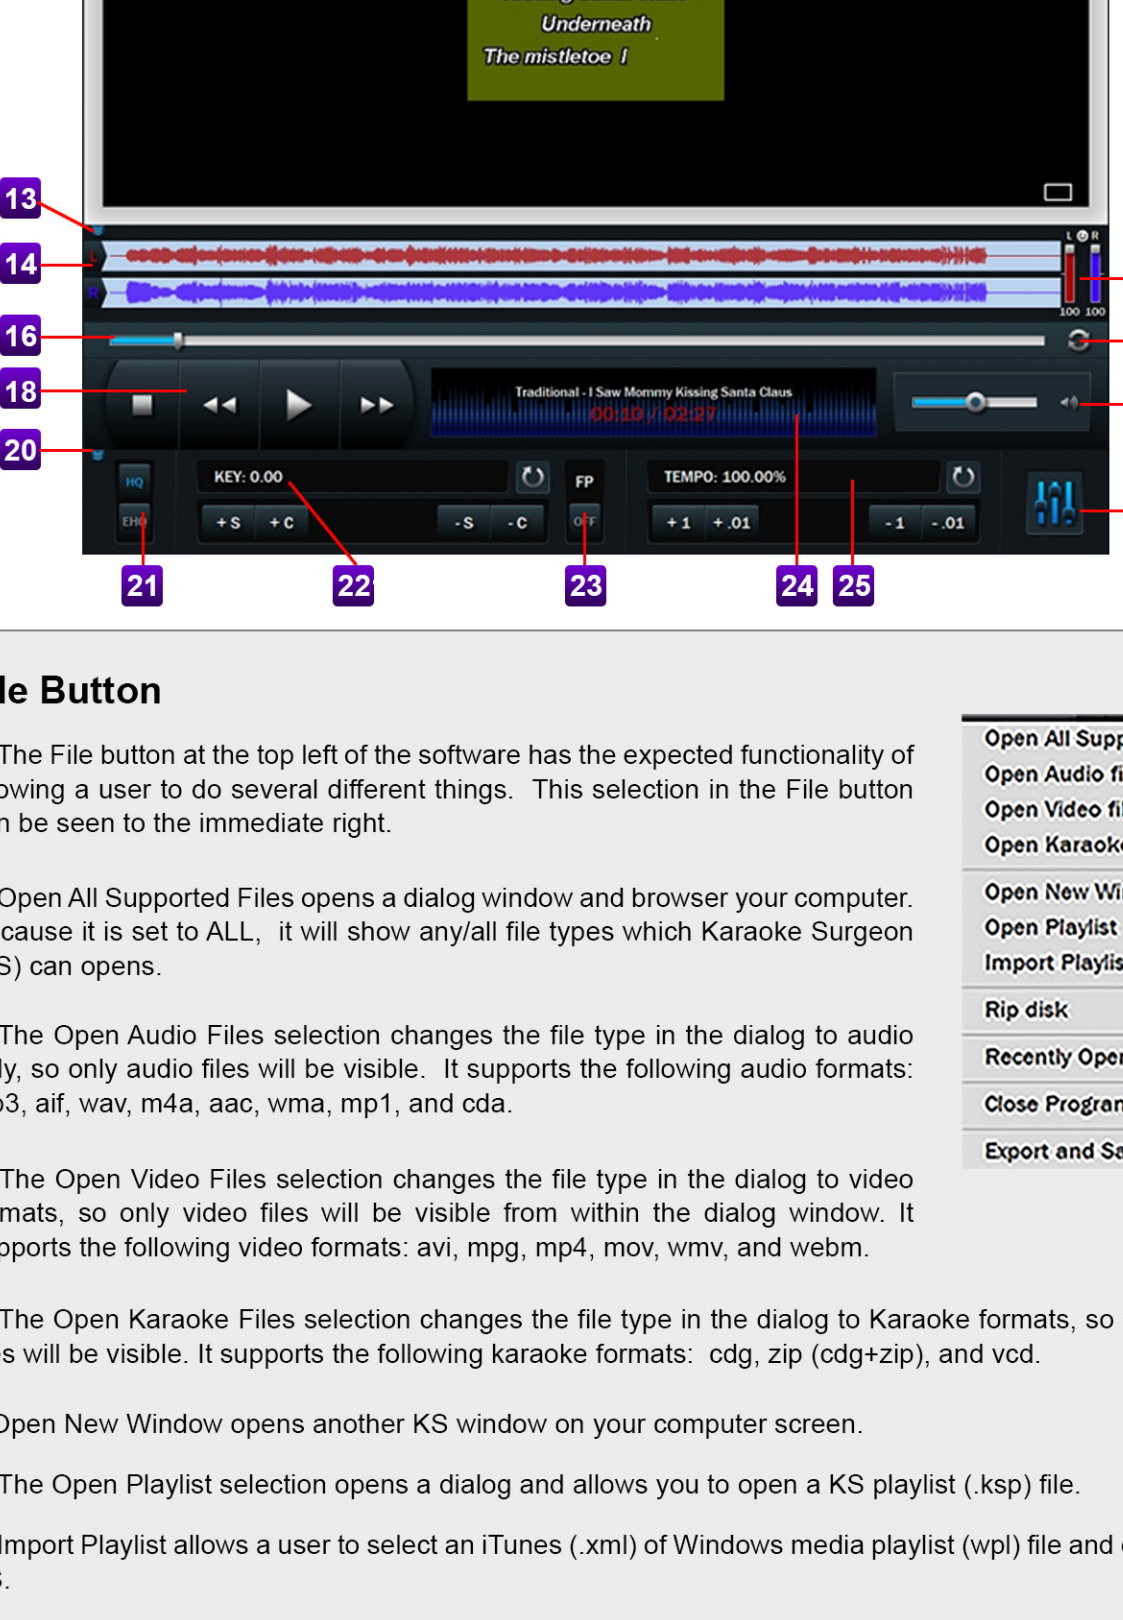 Underneath
The mistletoe I
13
14
L
R
L R
100 100
16
18
Traditional - I Saw Mommy Kissing Santa Claus
00:10 / 02:27
20
HQ
KEY: 0.00
FP
TEMPO: 100.00%
EHQ
+ S + C
- S - C
OFF
+ 1 + .01
- 1 - .01
21
22
23
24
25
le Button
The File button at the top left of the software has the expected functionality of
owing a user to do several different things. This selection in the File button
n be seen to the immediate right.
Open All Supported Files opens a dialog window and browser your computer.
cause it is set to ALL, it will show any/all file types which Karaoke Surgeon
S) can opens.
The Open Audio Files selection changes the file type in the dialog to audio
ly, so only audio files will be visible. It supports the following audio formats:
p3, aif, wav, m4a, aac, wma, mp1, and cda.
The Open Video Files selection changes the file type in the dialog to video
mats, so only video files will be visible from within the dialog window. It
pports the following video formats: avi, mpg, mp4, mov, wmv, and webm.
The Open Karaoke Files selection changes the file type in the dialog to Karaoke formats, so
es will be visible. It supports the following karaoke formats: cdg, zip (cdg+zip), and vcd.
Open New Window opens another KS window on your computer screen.
The Open Playlist selection opens a dialog and allows you to open a KS playlist (.ksp) file.
Import Playlist allows a user to select an iTunes (.xml) of Windows media playlist (wpl) file and
S.
Open All Supp
Open Audio fi
Open Video fil
Open Karaoke
Open New Wi
Open Playlist
Import Playlis
Rip disk
Recently Open
Close Program
Export and Sa